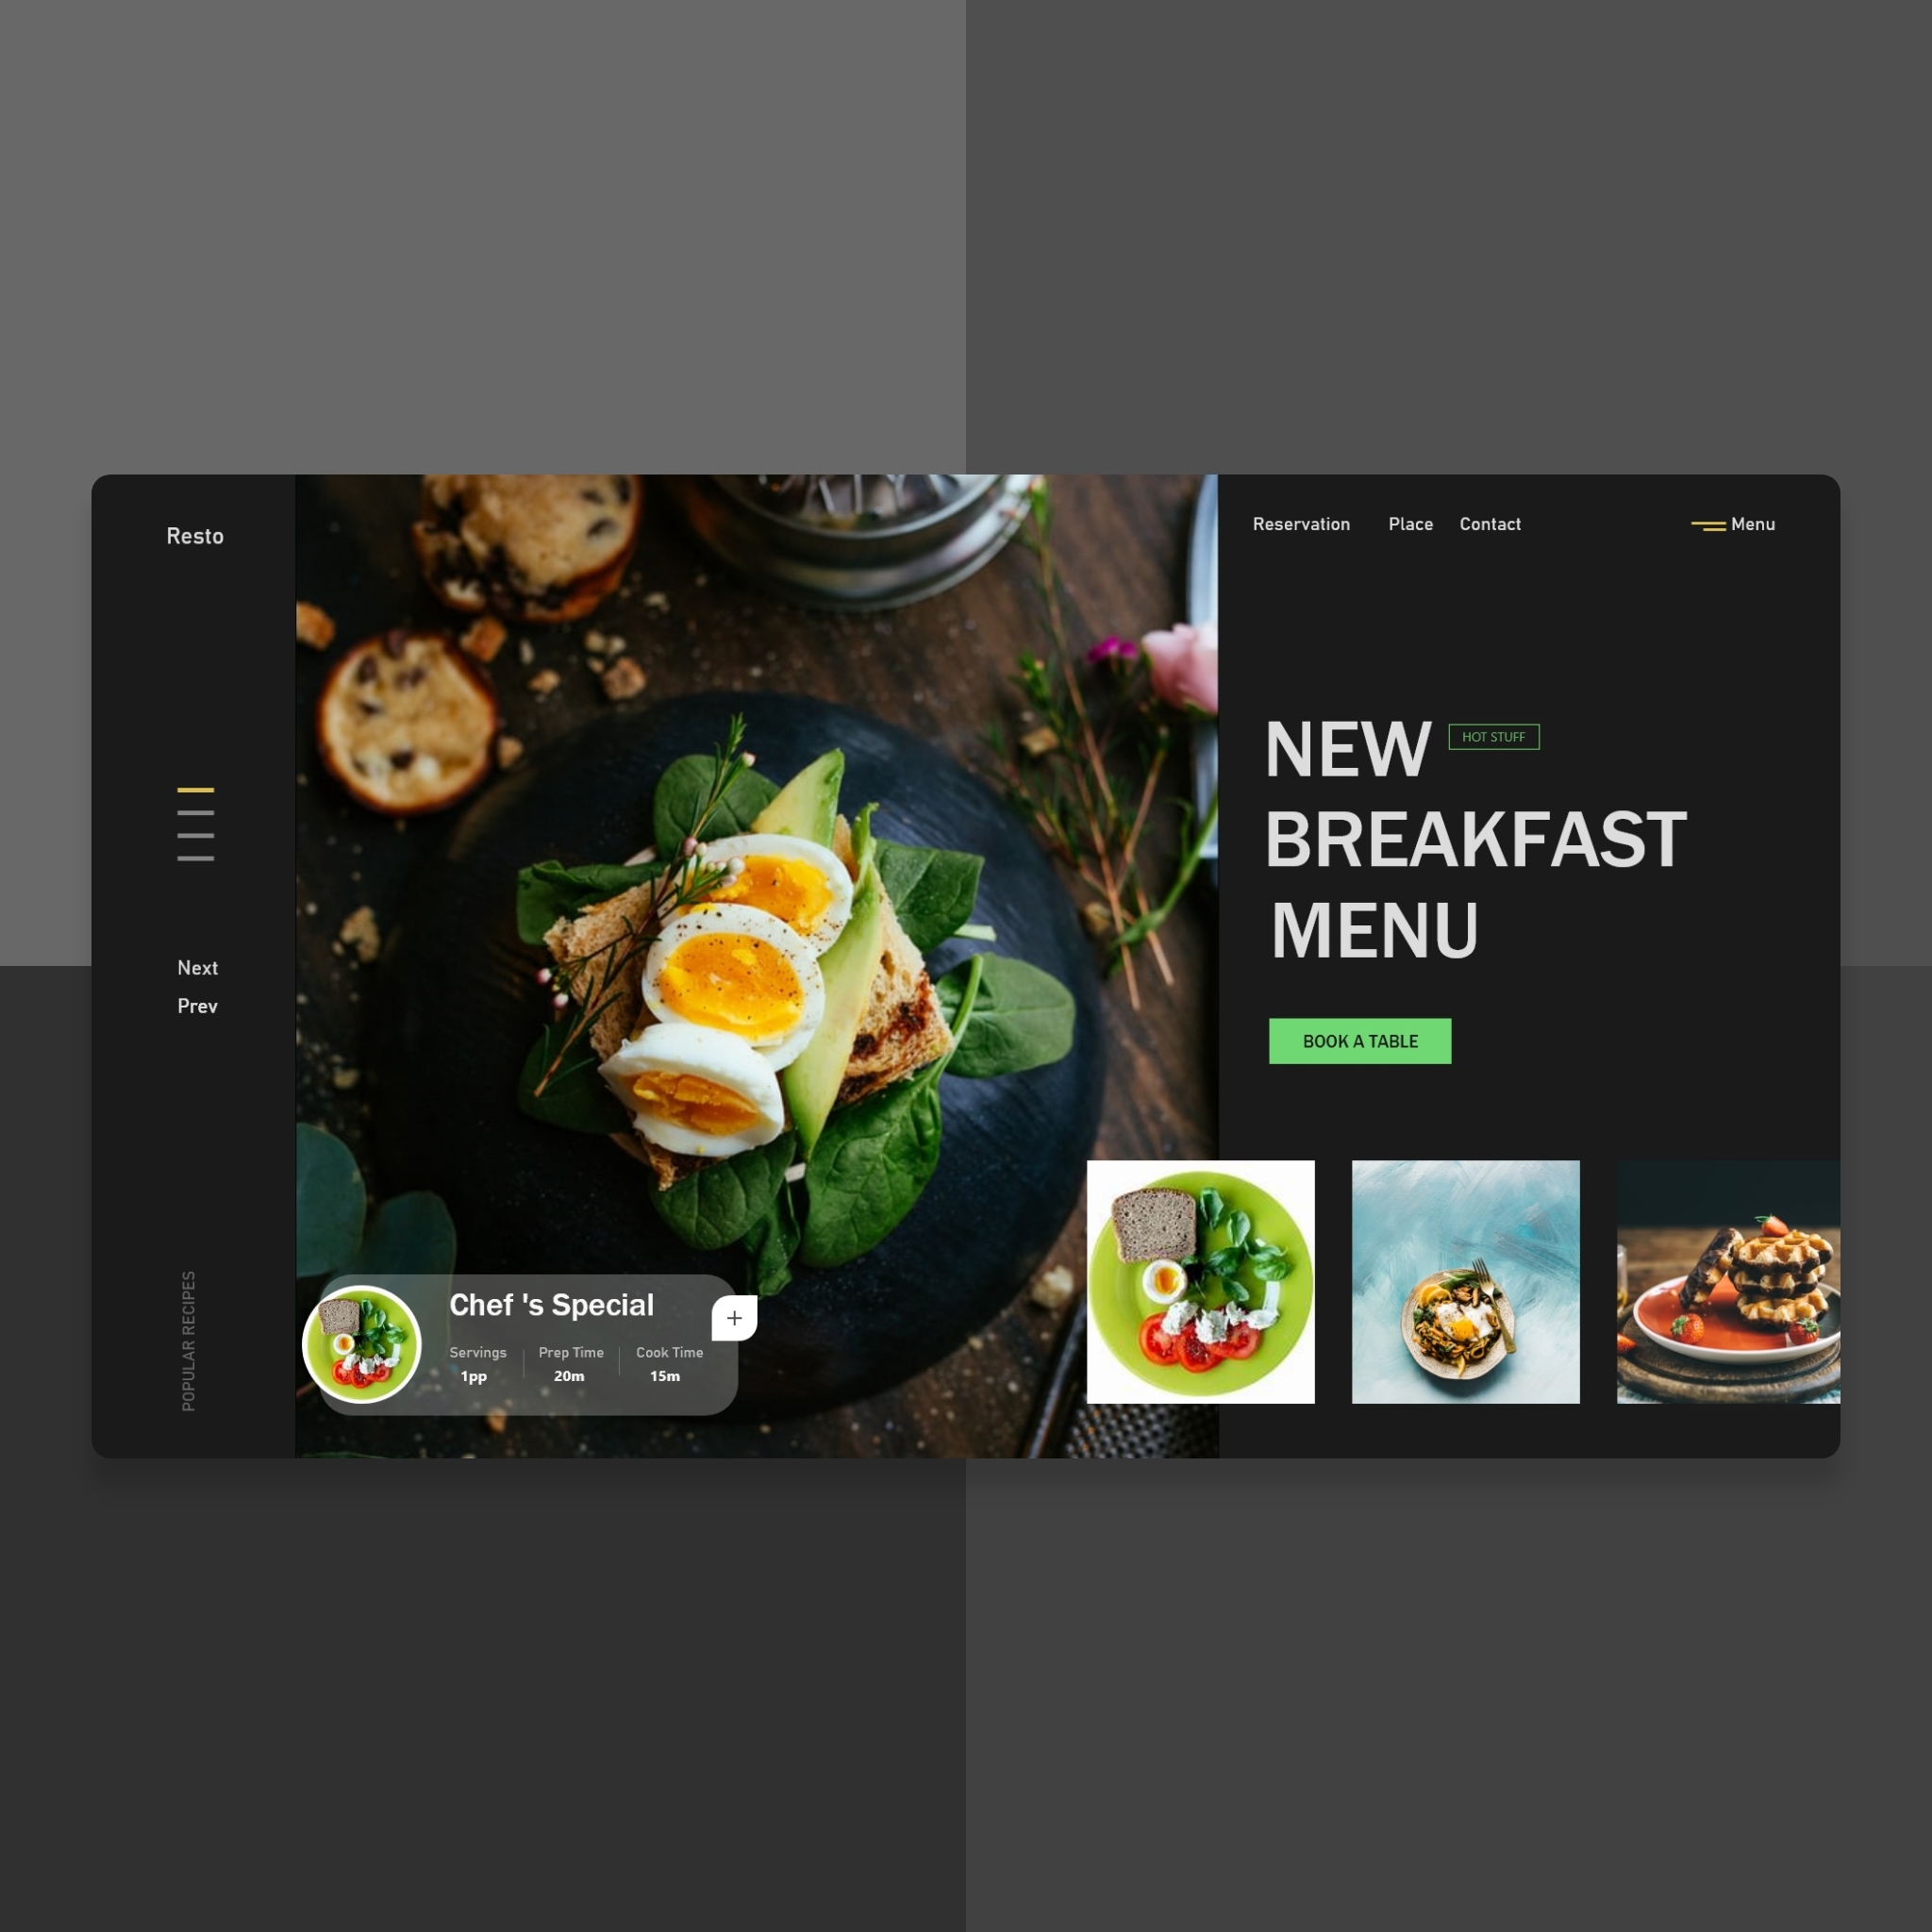 Resto
Next
Prev
POPULAR RECIPES
Chef 's Special
Servings Prep Time Cook Time
1pp 20m 15m
Reservation Place Contact Menu
NEW HOT STUFF
BREAKFAST
MENU
BOOK A TABLE